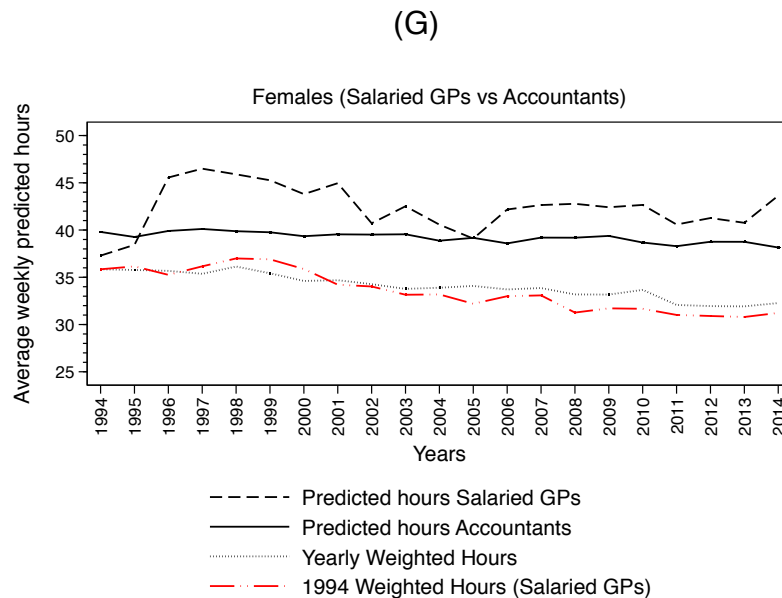 (G)
Females (Salaried GPs vs Accountants)
Average weekly predicted hours
50
45
40
35
30
25
1994 1995 1996 1997 1998 1999 2000 2001 2002 2003 2004 2005 2006 2007 2008 2009 2010 2011 2012 2013 2014
Years
Predicted hours Salaried GPs
Predicted hours Accountants
Yearly Weighted Hours
1994 Weighted Hours (Salaried GPs)